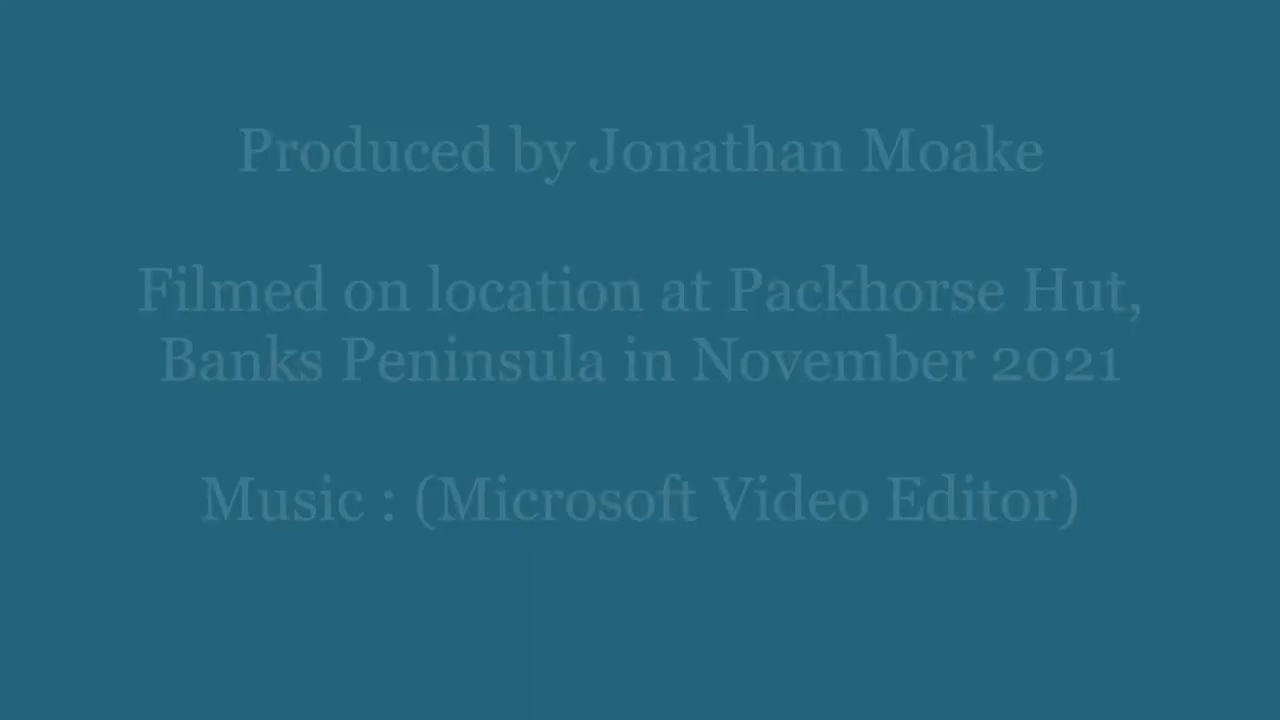 Produced by Jonathan Moake
Filmed on location at Packhorse Hut,
Banks Peninsula in November 2021
Music : (Microsoft Video Editor)